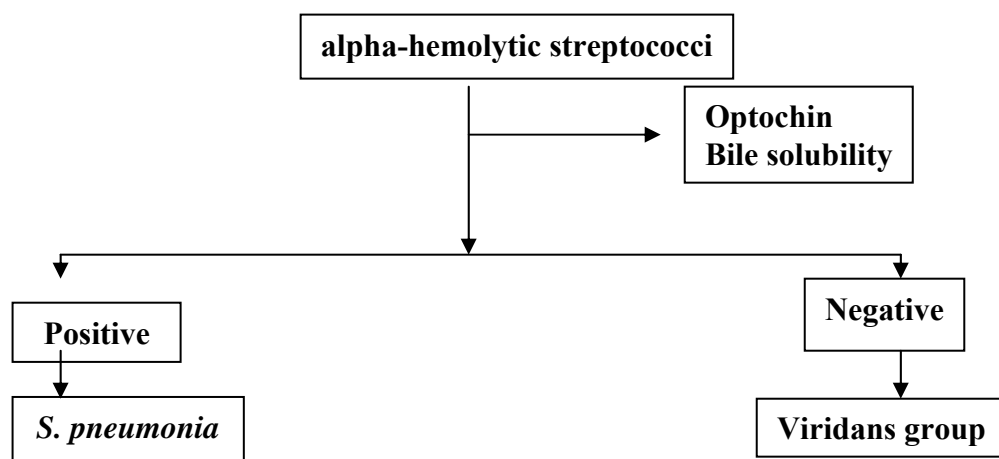 alpha-hemolytic streptococci
Optochin
Bile solubility
Positive
Negative
S. pneumonia
Viridans group